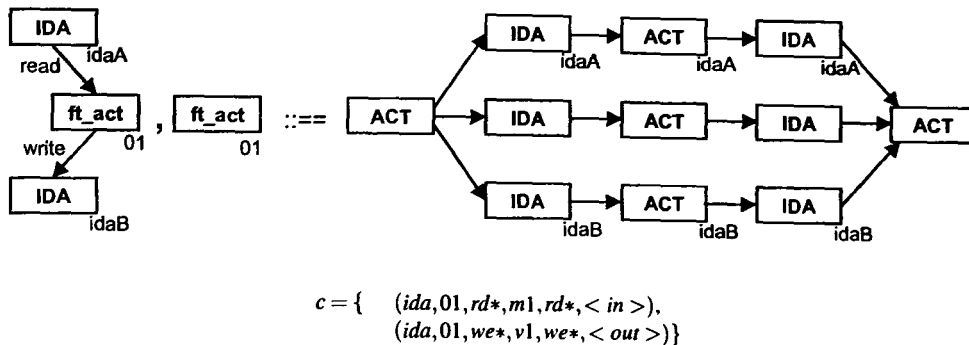 IDA
idaA
read
ft_act
01
,
ft_act
01
write
IDA
idaB
::==
ACT
IDA
idaA
ACT
idaA
IDA
idaA
IDA
ACT
IDA
ACT
IDA
idaB
ACT
idaB
IDA
idaB
c = { (ida,01,rd*,m1,rd*,< in >),
(ida,01,we*,v1,we*,< out >)}